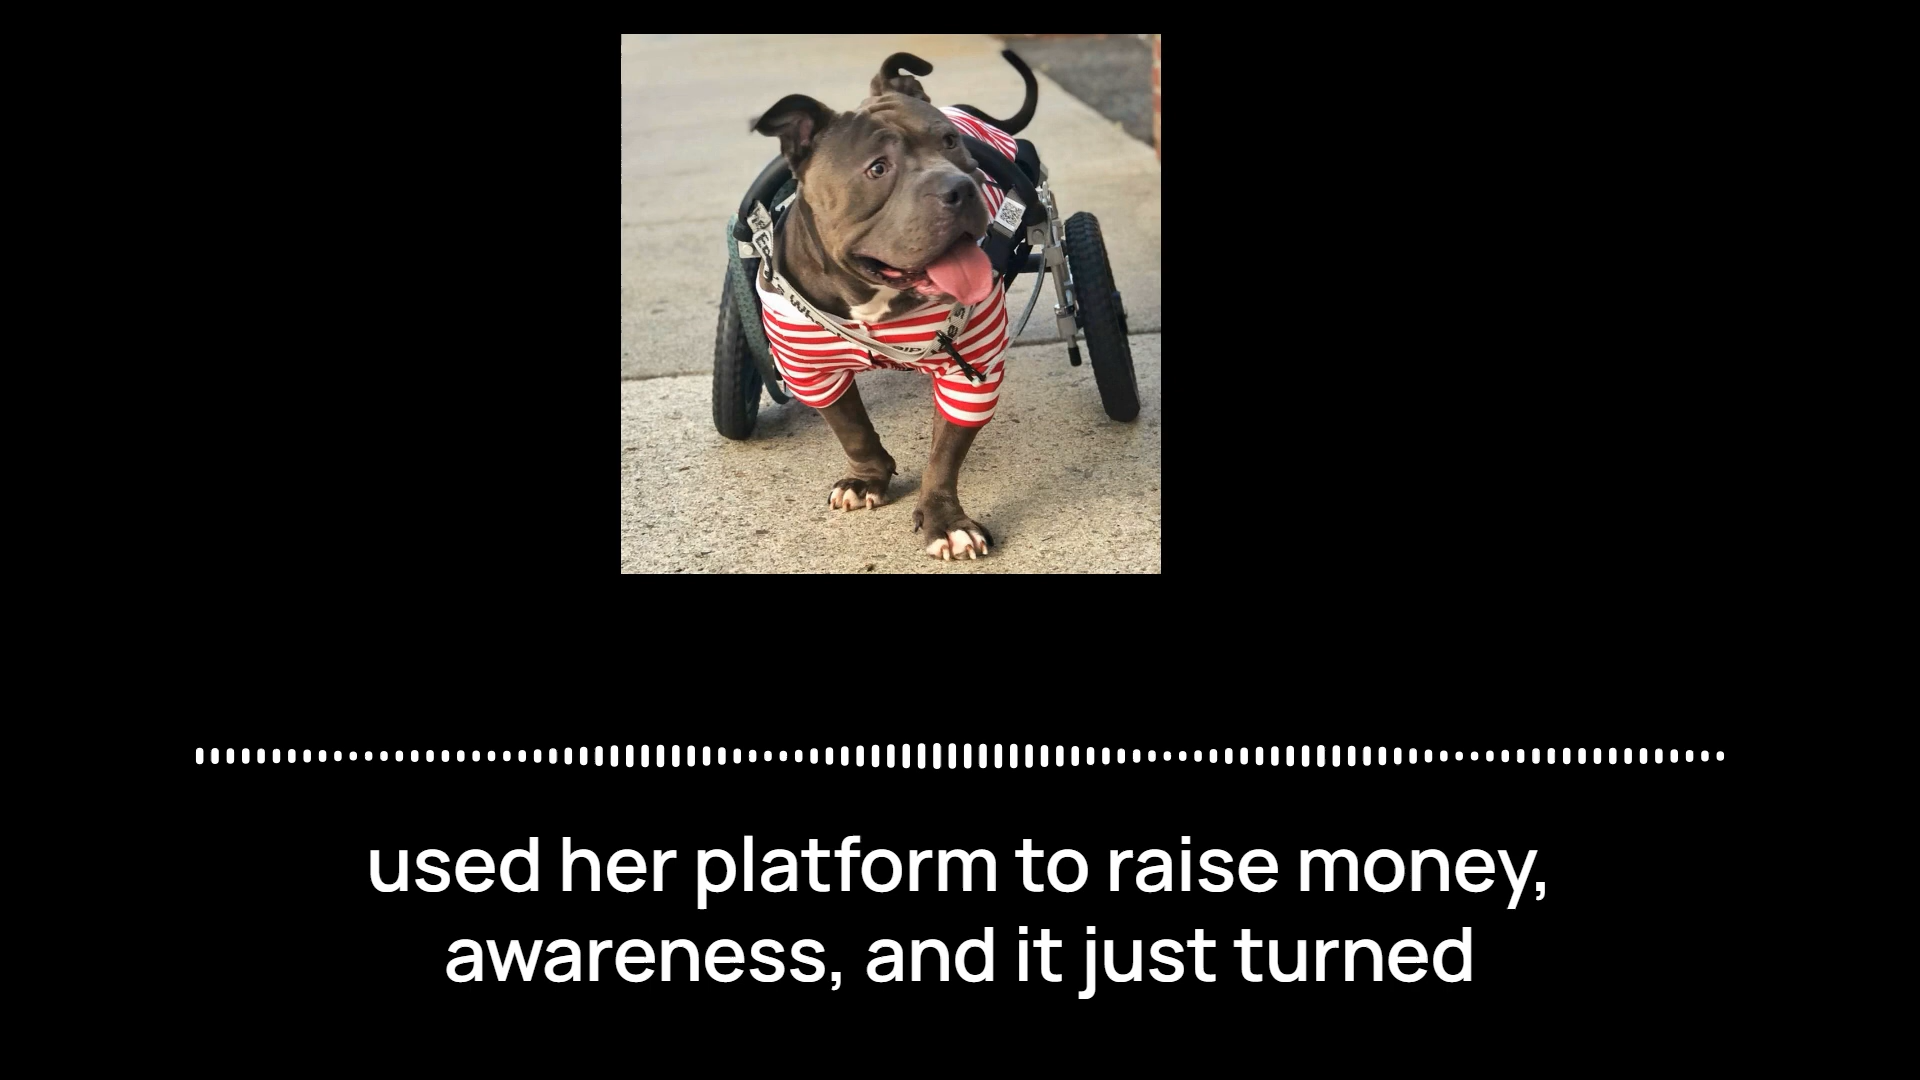 used her platform to raise money,
awareness, and it just turned